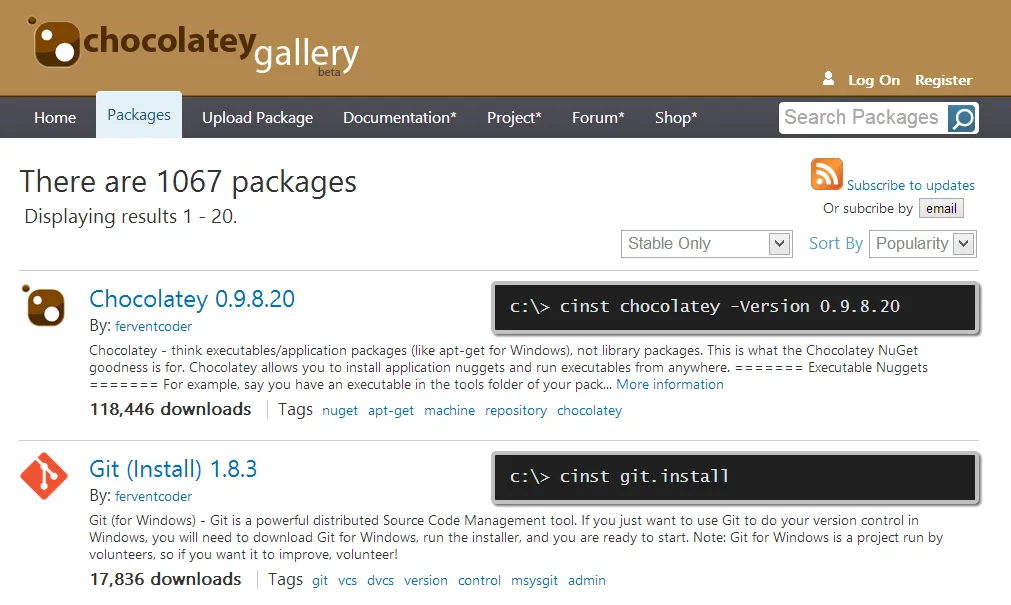 chocolatey
gallery
beta
Log On Register
Home Packages Upload Package Documentation* Project* Forum* Shop* Search Packages
There are 1067 packages
Displaying results 1 - 20.
Subscribe to updates
Or subcribe by email
Stable Only Sort By Popularity
Chocolatey 0.9.8.20
c:\> cinst chocolatey -Version 0.9.8.20
By: ferventcoder
Chocolatey - think executables/application packages (like apt-get for Windows), not library packages. This is what the Chocolatey NuGet
goodness is for. Chocolatey allows you to install application nuggets and run executables from anywhere. ======= Executable Nuggets
======= For example, say you have an executable in the tools folder of your pack... More information
118,446 downloads Tags nuget apt-get machine repository chocolatey
Git (Install) 1.8.3
c:\> cinst git.install
By: ferventcoder
Git (for Windows) - Git is a powerful distributed Source Code Management tool. If you just want to use Git to do your version control in
Windows, you will need to download Git for Windows, run the installer, and you are ready to start. Note: Git for Windows is a project run by
volunteers, so if you want it to improve, volunteer!
17,836 downloads Tags git vcs dvcs version control msysgit admin